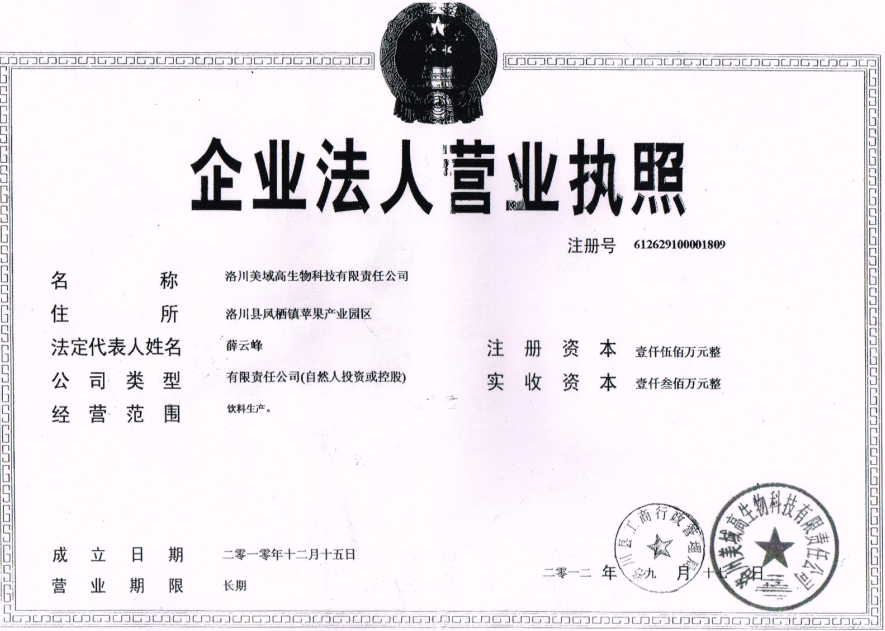 企业法人营业执照
注册号 612629100001809
名 称 洛川美域高生物科技有限责任公司
住 所 洛川县凤栖镇苹果产业园区
法定代表人姓名 薛云峰
注 册 资 本 壹仟伍佰万元整
公 司 类 型 有限责任公司(自然人投资或控股)
实 收 资 本 壹仟叁佰万元整
经 营 范 围 饮料生产。
成 立 日 期 二零一零年十二月十五日
营 业 期 限 长期
二零一二 年 九 月 十七 日
洛川县工商行政管理局
洛川美域高生物科技有限责任公司